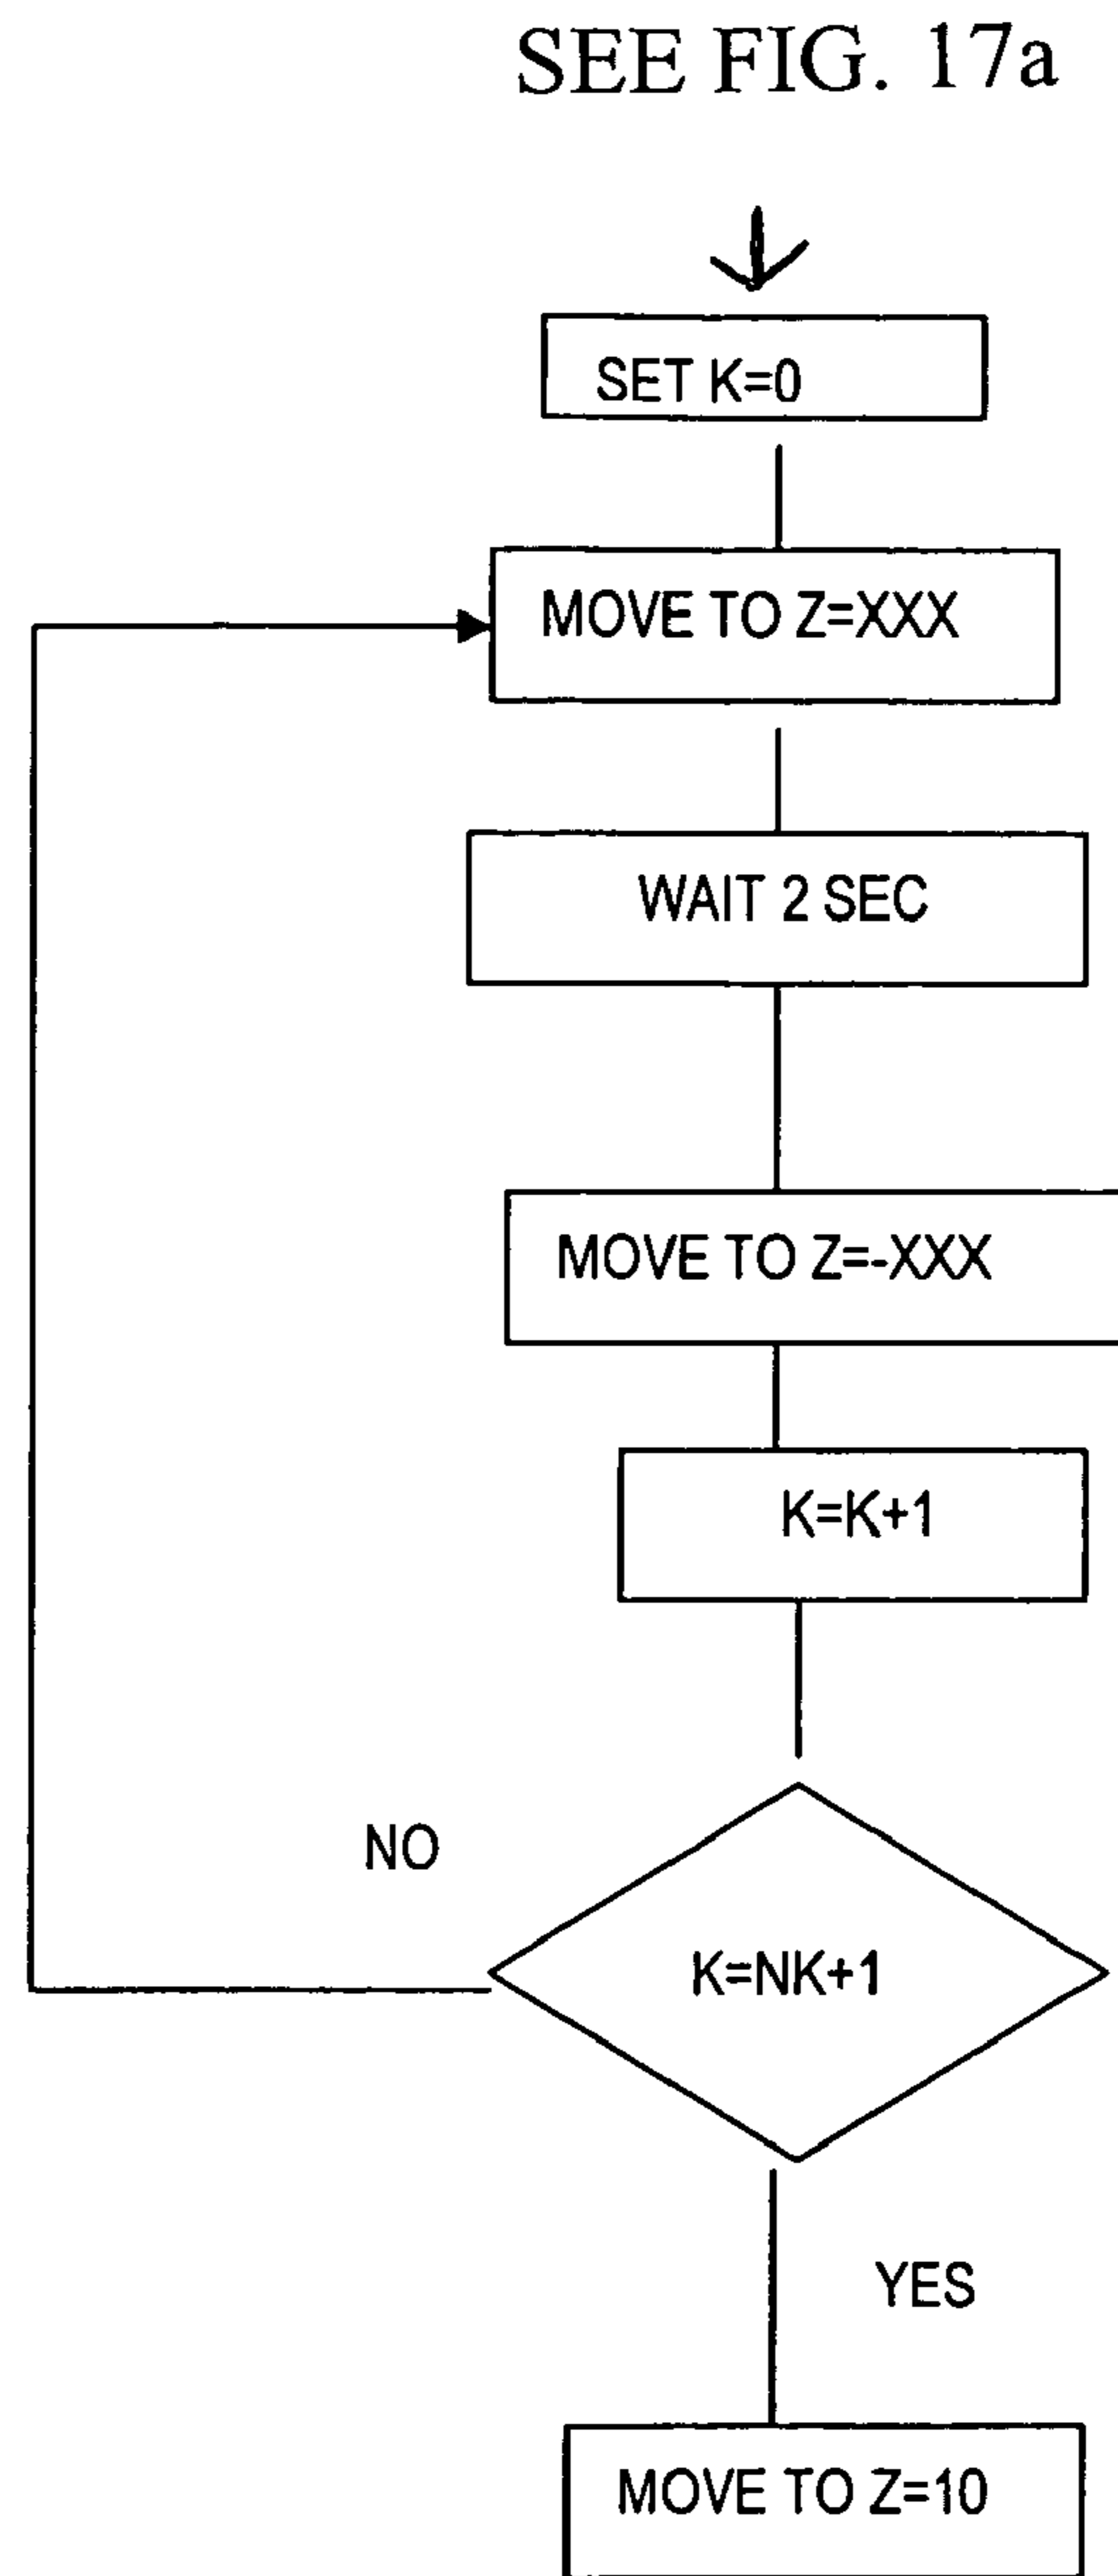 SEE FIG. 17a
SET K=0
MOVE TO Z=XXX
WAIT 2 SEC
MOVE TO Z=-XXX
K=K+1
NO
K=NK+1
YES
MOVE TO Z=10